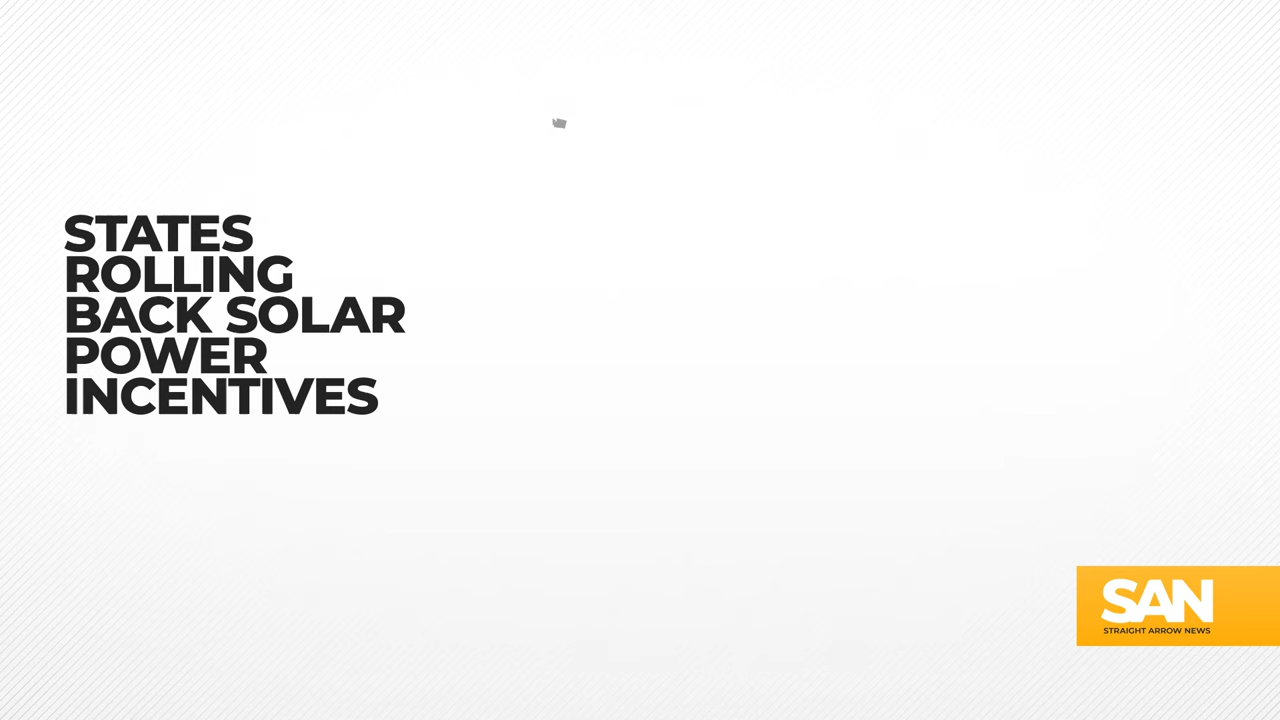 STATES
ROLLING
BACK SOLAR
POWER
INCENTIVES
SAN
STRAIGHT ARROW NEWS